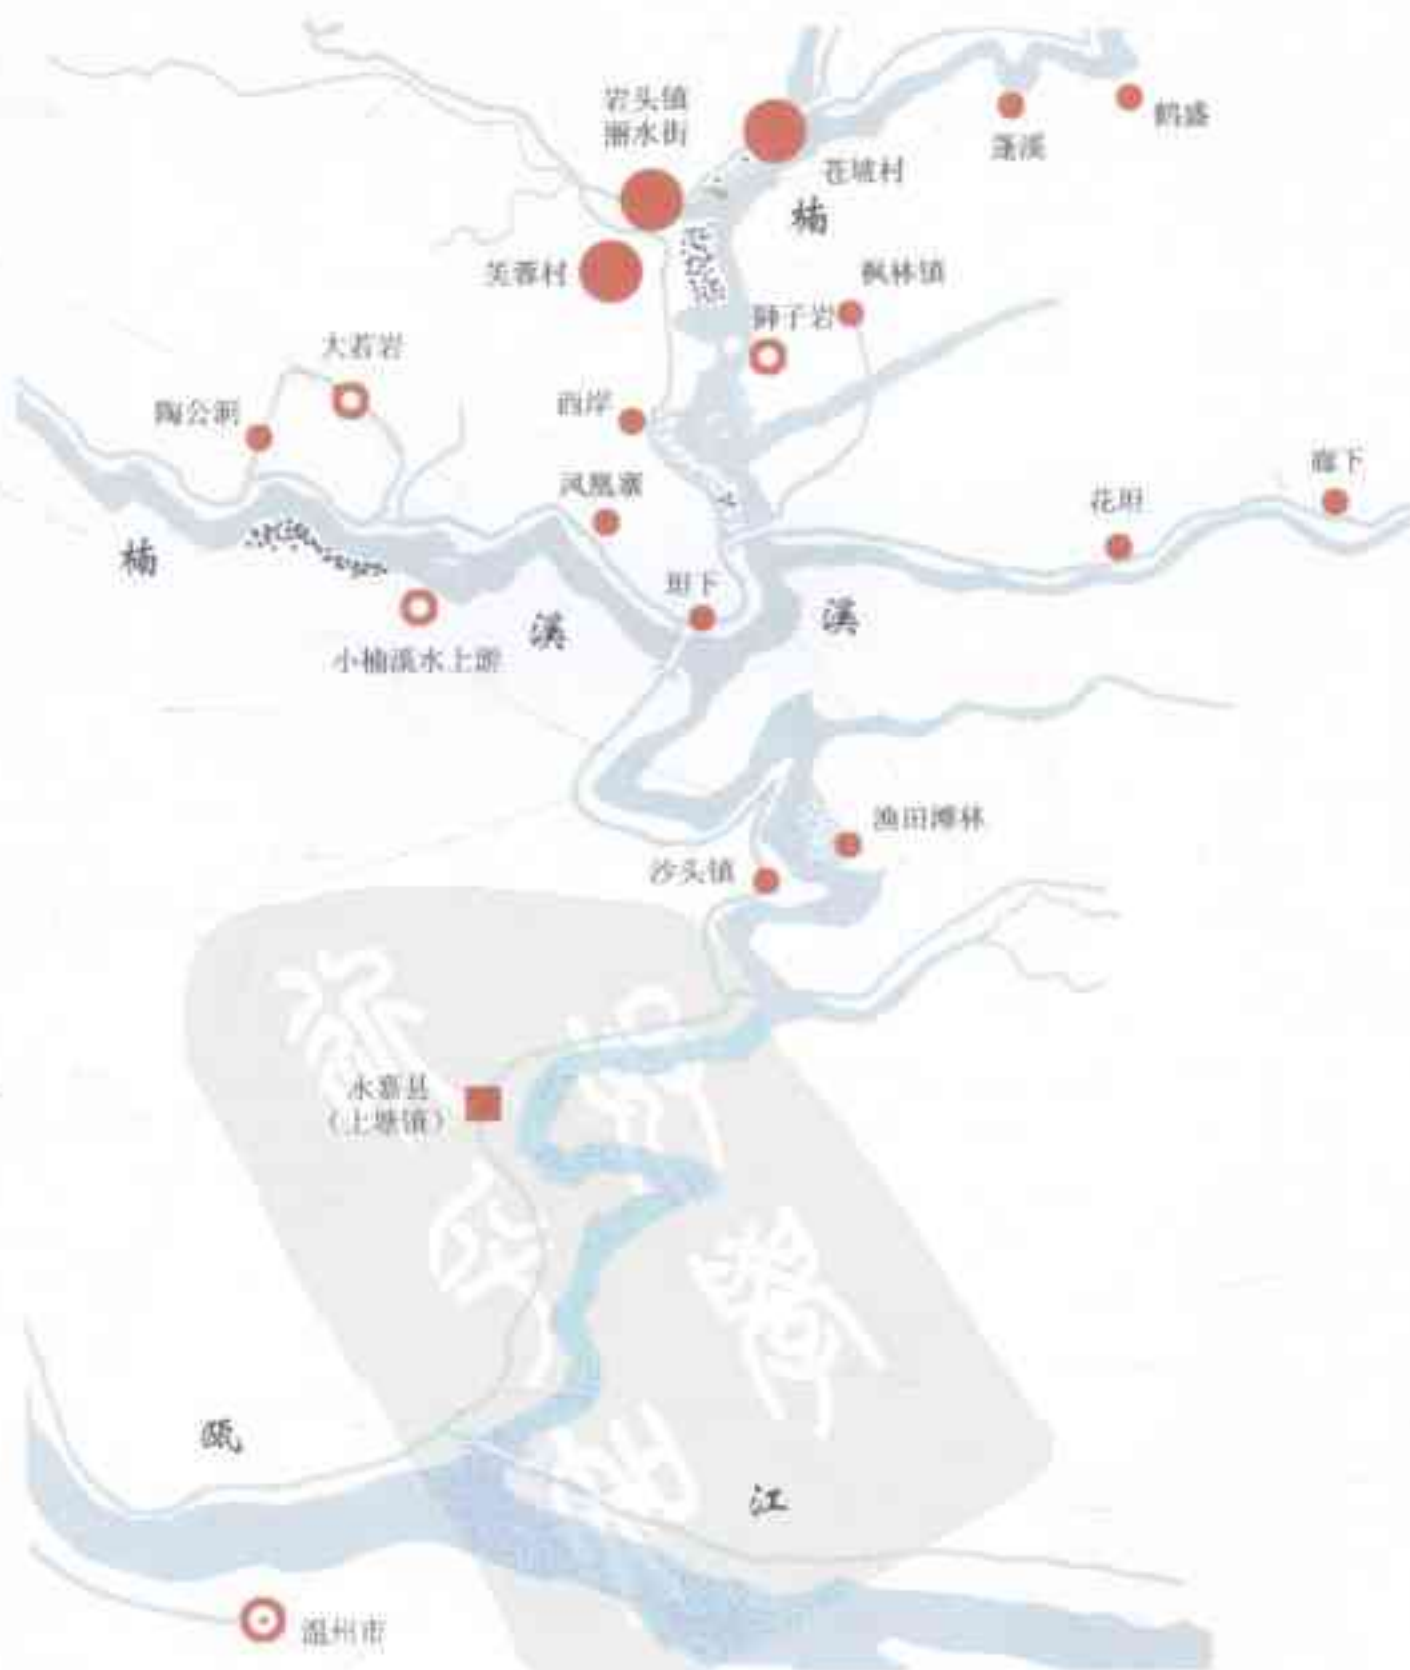 岩头镇
丽水街
苍坡村
蓬溪
鹤盛
楠
芙蓉村
枫林镇
狮子岩
大若岩
陶公洞
西岸
凤凰寨
花坦
廊下
楠
坦下
溪
溪
小楠溪水上游
渔田滩林
沙头镇
永嘉县
（上塘镇）
瓯
江
温州市